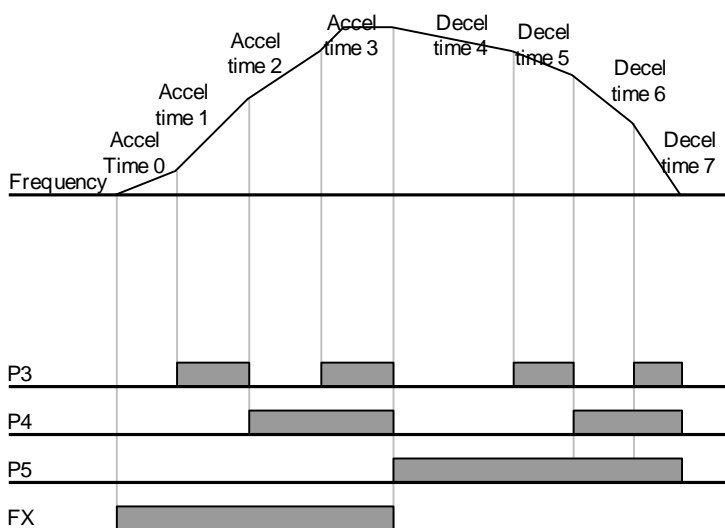 Accel
Time 0
Accel
time 1
Accel
time 2
Accel
time 3
Decel
time 4
Decel
time 5
Decel
time 6
Decel
time 7
Frequency
P3
P4
P5
FX